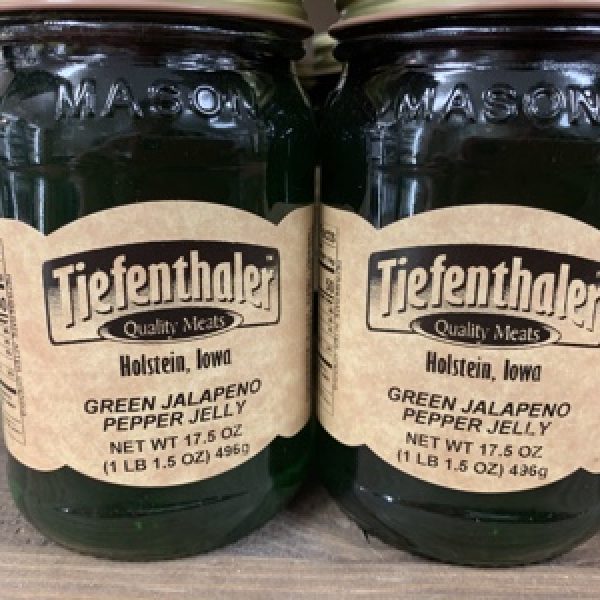 MASON
Tiefenthaler™
Quality Meats
Holstein, Iowa
GREEN JALAPENO
PEPPER JELLY
NET WT 17.5 OZ
(1 LB 1.5 OZ) 496g
MASON
Tiefenthaler
Quality Meats
Holstein, Iowa
GREEN JALAPENO
PEPPER JELLY
NET WT 17.5 OZ
(1 LB 1.5 OZ) 496g